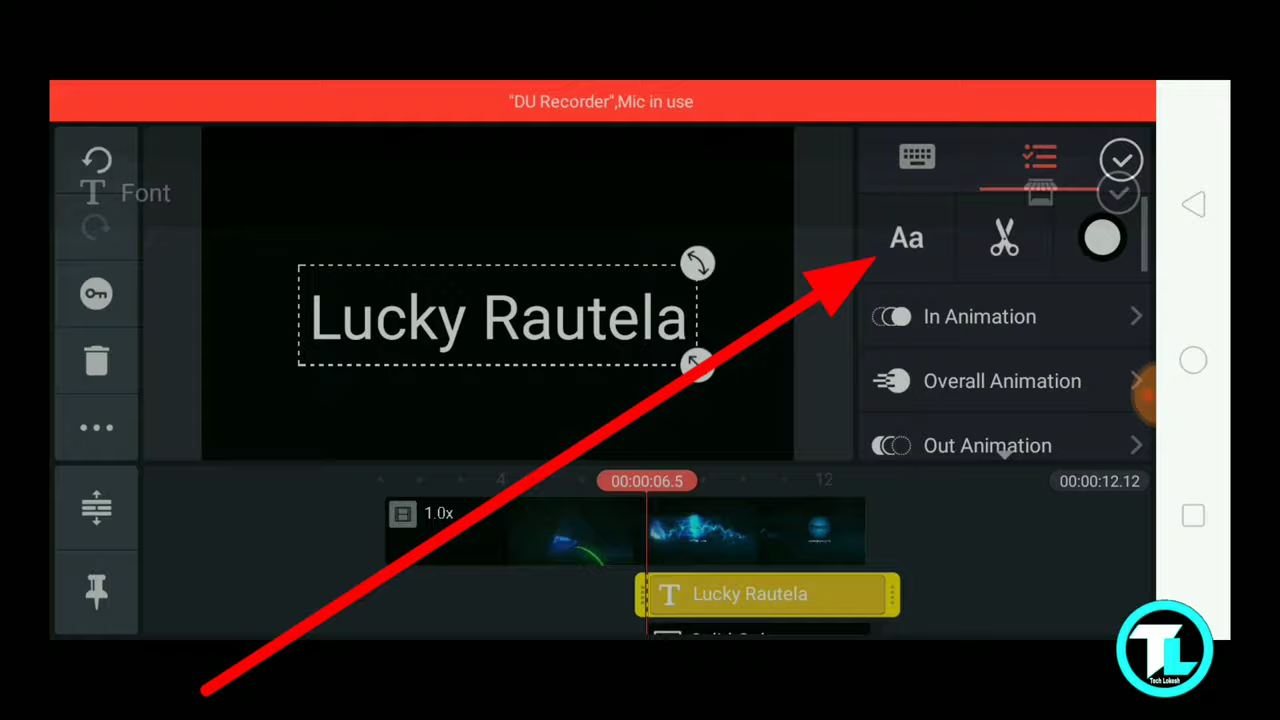 "DU Recorder",Mic in use
T Font
Aa
Lucky Rautela
In Animation
Overall Animation
Out Animation
4
00:00:06.5
12
00:00:12.12
1.0x
T Lucky Rautela
TL
Tech Lokesh